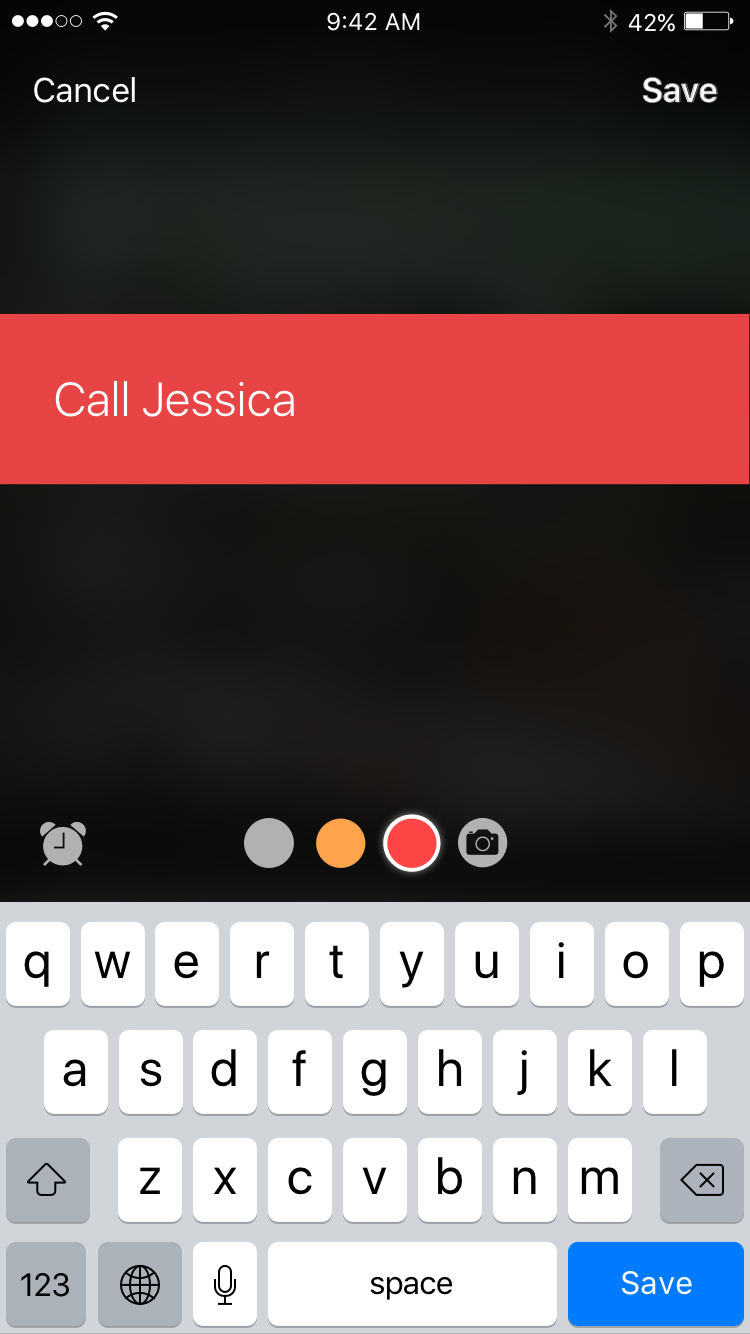 9:42 AM 42%
Cancel Save
Call Jessica
q w e r t y u i o p
a s d f g h j k l
z x c v b n m
123 space Save